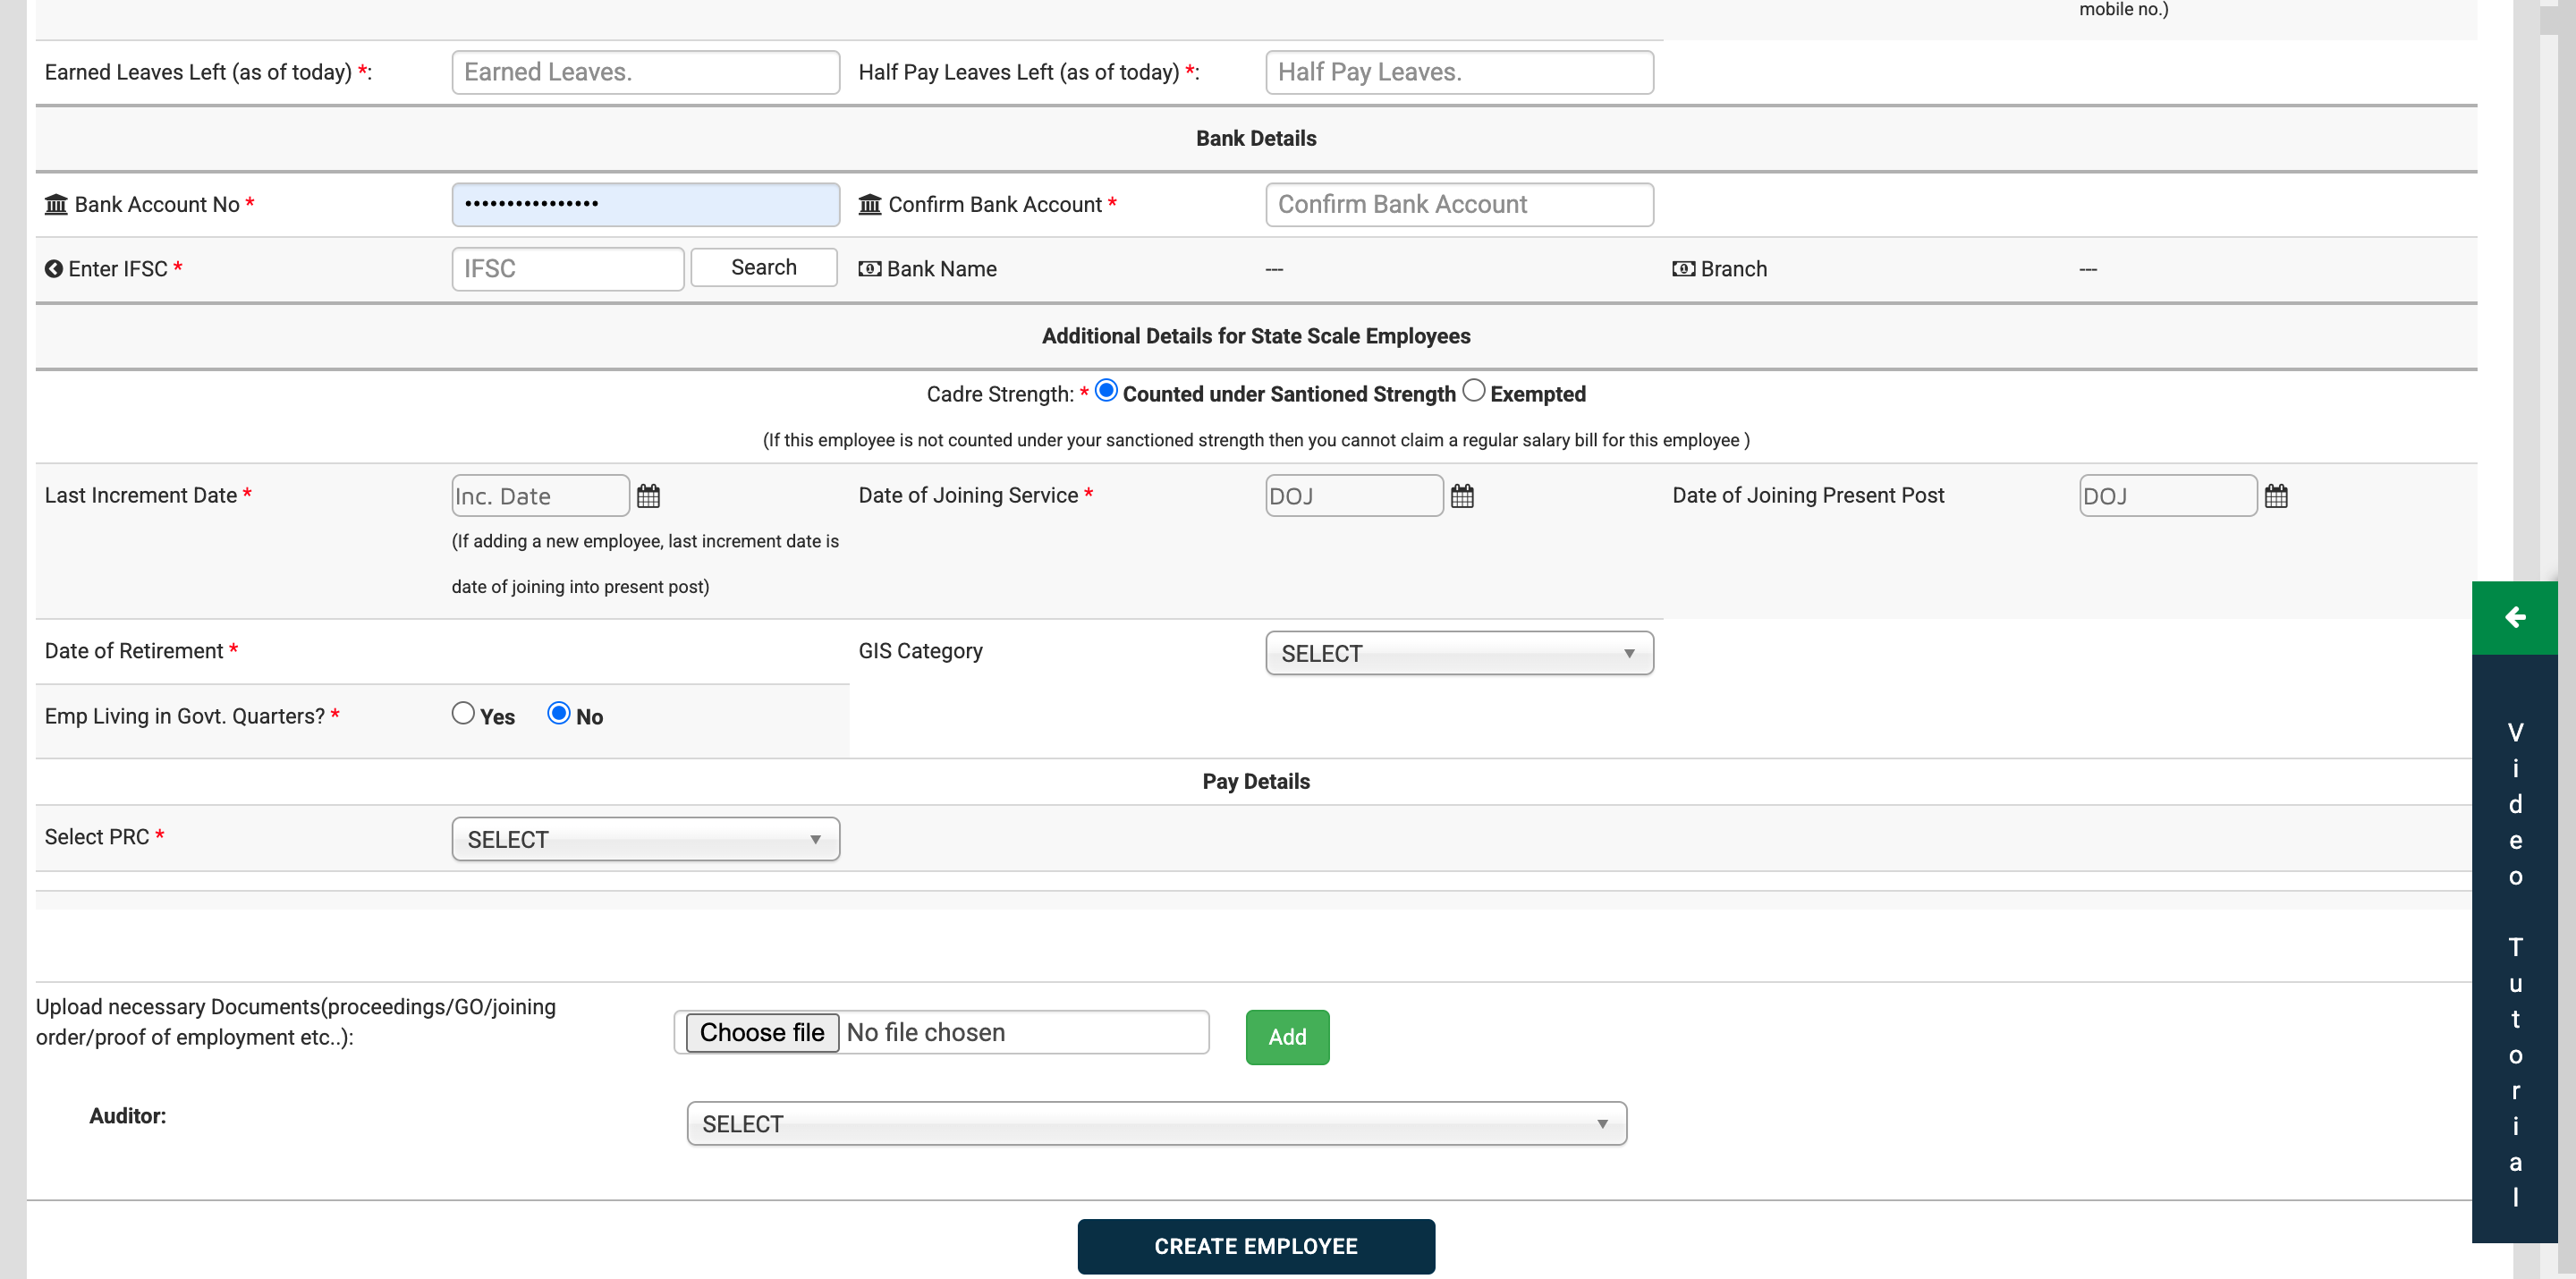 mobile no.)
Earned Leaves Left (as of today) *: Earned Leaves. Half Pay Leaves Left (as of today) *: Half Pay Leaves.
Bank Details
Bank Account No * •••••••••••••••• Confirm Bank Account * Confirm Bank Account
Enter IFSC * IFSC Search Bank Name --- Branch ---
Additional Details for State Scale Employees
Cadre Strength: * Counted under Santioned Strength Exempted
(If this employee is not counted under your sanctioned strength then you cannot claim a regular salary bill for this employee )
Last Increment Date * Inc. Date Date of Joining Service * DOJ Date of Joining Present Post DOJ
(If adding a new employee, last increment date is
date of joining into present post)
Date of Retirement * GIS Category SELECT
Emp Living in Govt. Quarters? * Yes No
Pay Details
Select PRC * SELECT
Upload necessary Documents(proceedings/GO/joining
order/proof of employment etc..):
Choose file No file chosen Add
Auditor: SELECT
CREATE EMPLOYEE
Video Tutorial